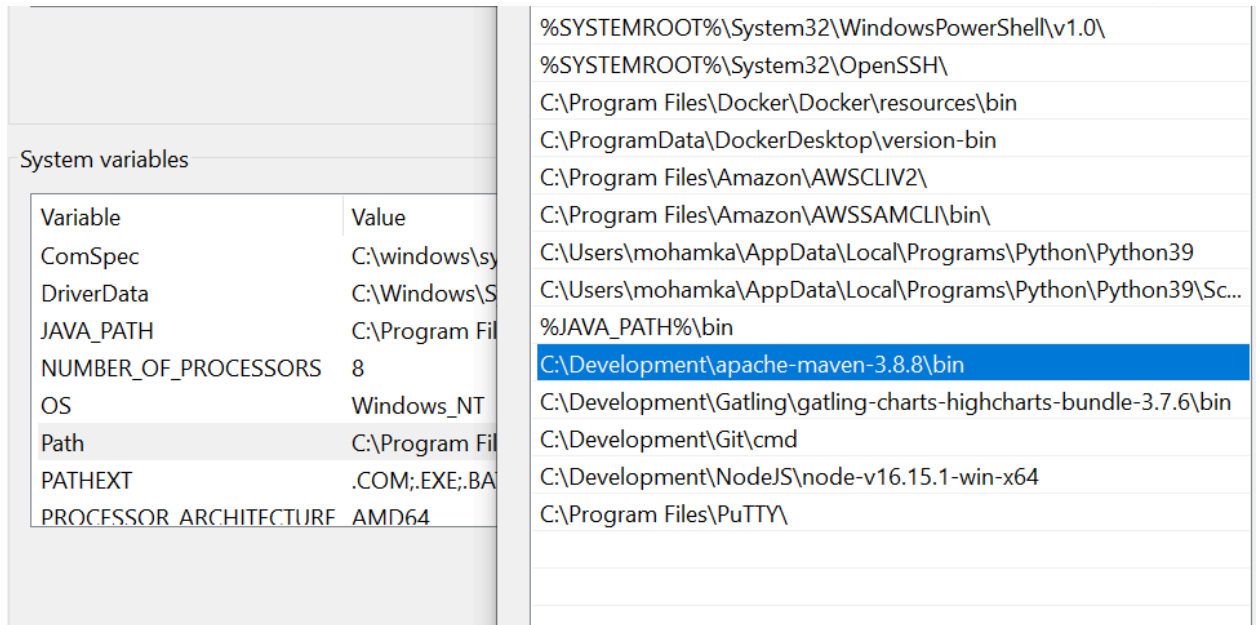 System variables
Variable Value
ComSpec C:\windows\sy
DriverData C:\Windows\S
JAVA_PATH C:\Program Fil
NUMBER_OF_PROCESSORS 8
OS Windows_NT
Path C:\Program Fil
PATHEXT .COM;.EXE;.BA
PROCESSOR_ARCHITECTURE AMD64
%SYSTEMROOT%\System32\WindowsPowerShell\v1.0\
%SYSTEMROOT%\System32\OpenSSH\
C:\Program Files\Docker\Docker\resources\bin
C:\ProgramData\DockerDesktop\version-bin
C:\Program Files\Amazon\AWSCLIV2\
C:\Program Files\Amazon\AWSSAMCLI\bin\
C:\Users\mohamka\AppData\Local\Programs\Python\Python39
C:\Users\mohamka\AppData\Local\Programs\Python\Python39\Sc...
%JAVA_PATH%\bin
C:\Development\apache-maven-3.8.8\bin
C:\Development\Gatling\gatling-charts-highcharts-bundle-3.7.6\bin
C:\Development\Git\cmd
C:\Development\NodeJS\node-v16.15.1-win-x64
C:\Program Files\PuTTY\